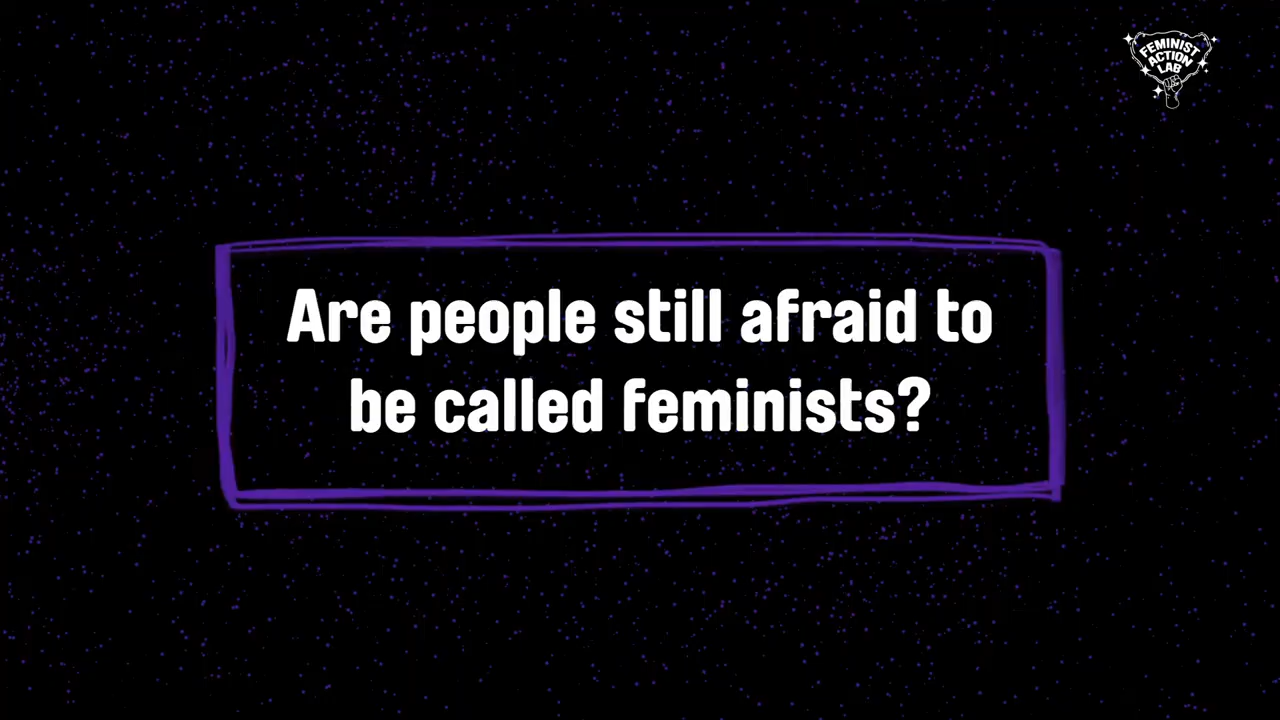 FEMINIST
ACTION
LAB
Are people still afraid to
be called feminists?